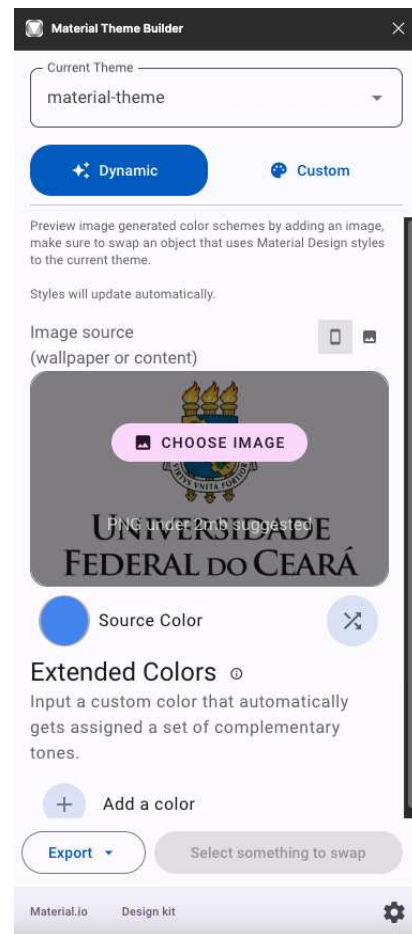 Material Theme Builder
Current Theme
material-theme
Dynamic
Custom
Preview image generated color schemes by adding an image,
make sure to swap an object that uses Material Design styles
to the current theme.
Styles will update automatically.
Image source
(wallpaper or content)
CHOOSE IMAGE
VIRTVS VNITA FORTIOR
PNG under 2mb suggested
UNIVERSIDADE
FEDERAL DO CEARÁ
Source Color
Extended Colors
Input a custom color that automatically
gets assigned a set of complementary
tones.
Add a color
Export
Select something to swap
Material.io
Design kit